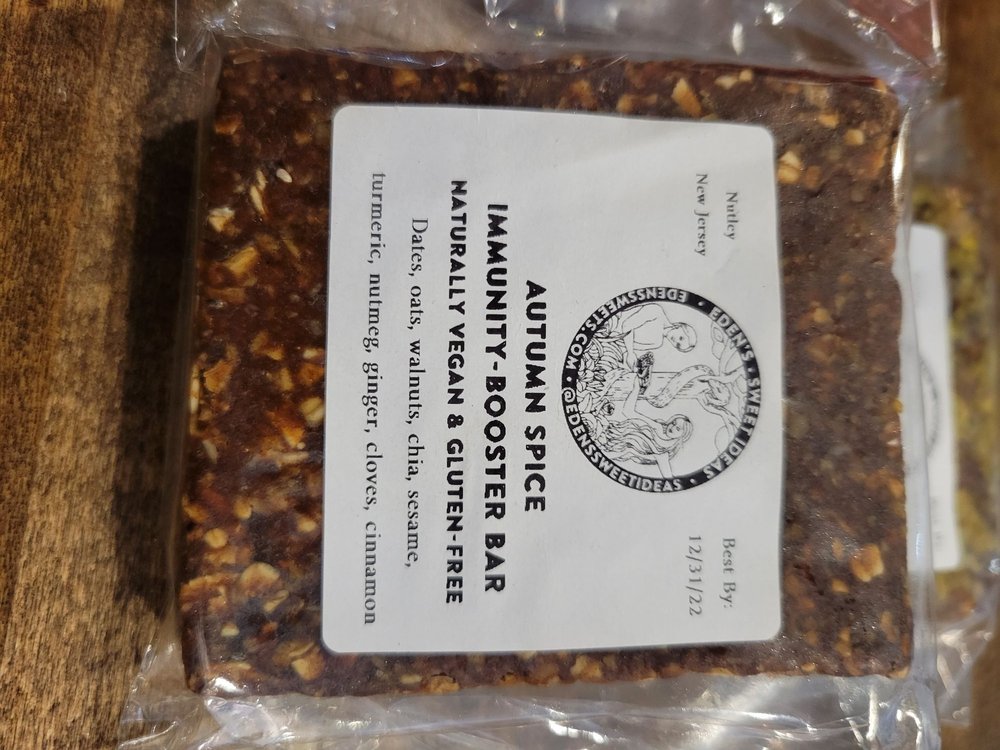 Nutley
New Jersey
Best By:
12/31/22
EDEN'S • SWEET IDEAS • @EDENSSWEETIDEAS • EDENSSWEETS.COM •
AUTUMN SPICE
IMMUNITY-BOOSTER BAR
NATURALLY VEGAN & GLUTEN-FREE
Dates, oats, walnuts, chia, sesame,
turmeric, nutmeg, ginger, cloves, cinnamon